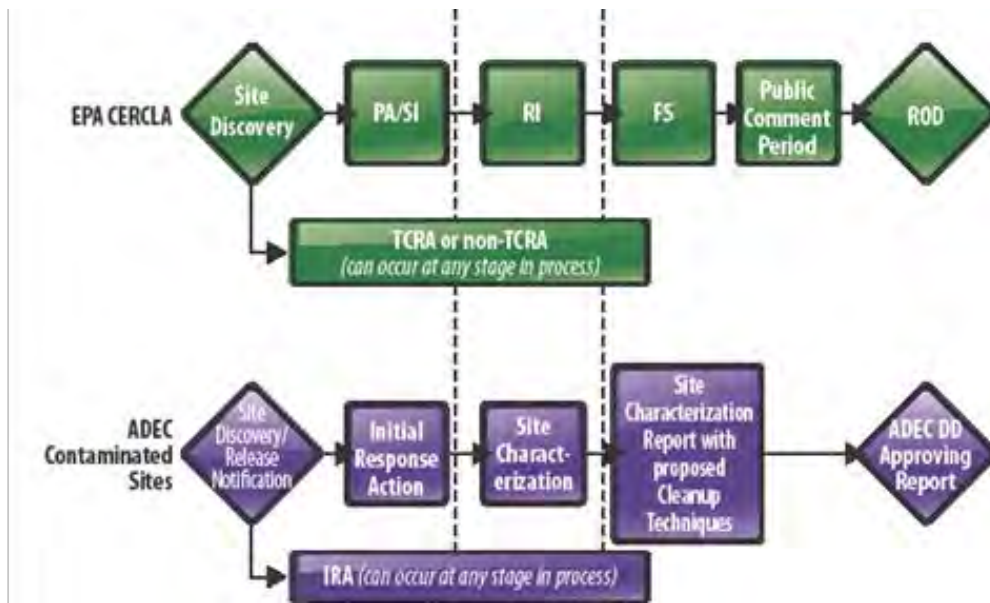 EPA CERCLA
Site
Discovery
PA/SI
RI
FS
Public
Comment
Period
ROD
TCRA or non-TCRA
(can occur at any stage in process)
ADEC
Contaminated
Sites
Site
Discovery/
Release
Notification
Initial
Response
Action
Site
Charact-
erization
Site
Characterization
Report with
proposed
Cleanup
Techniques
ADEC DD
Approving
Report
IRA (can occur at any stage in process)